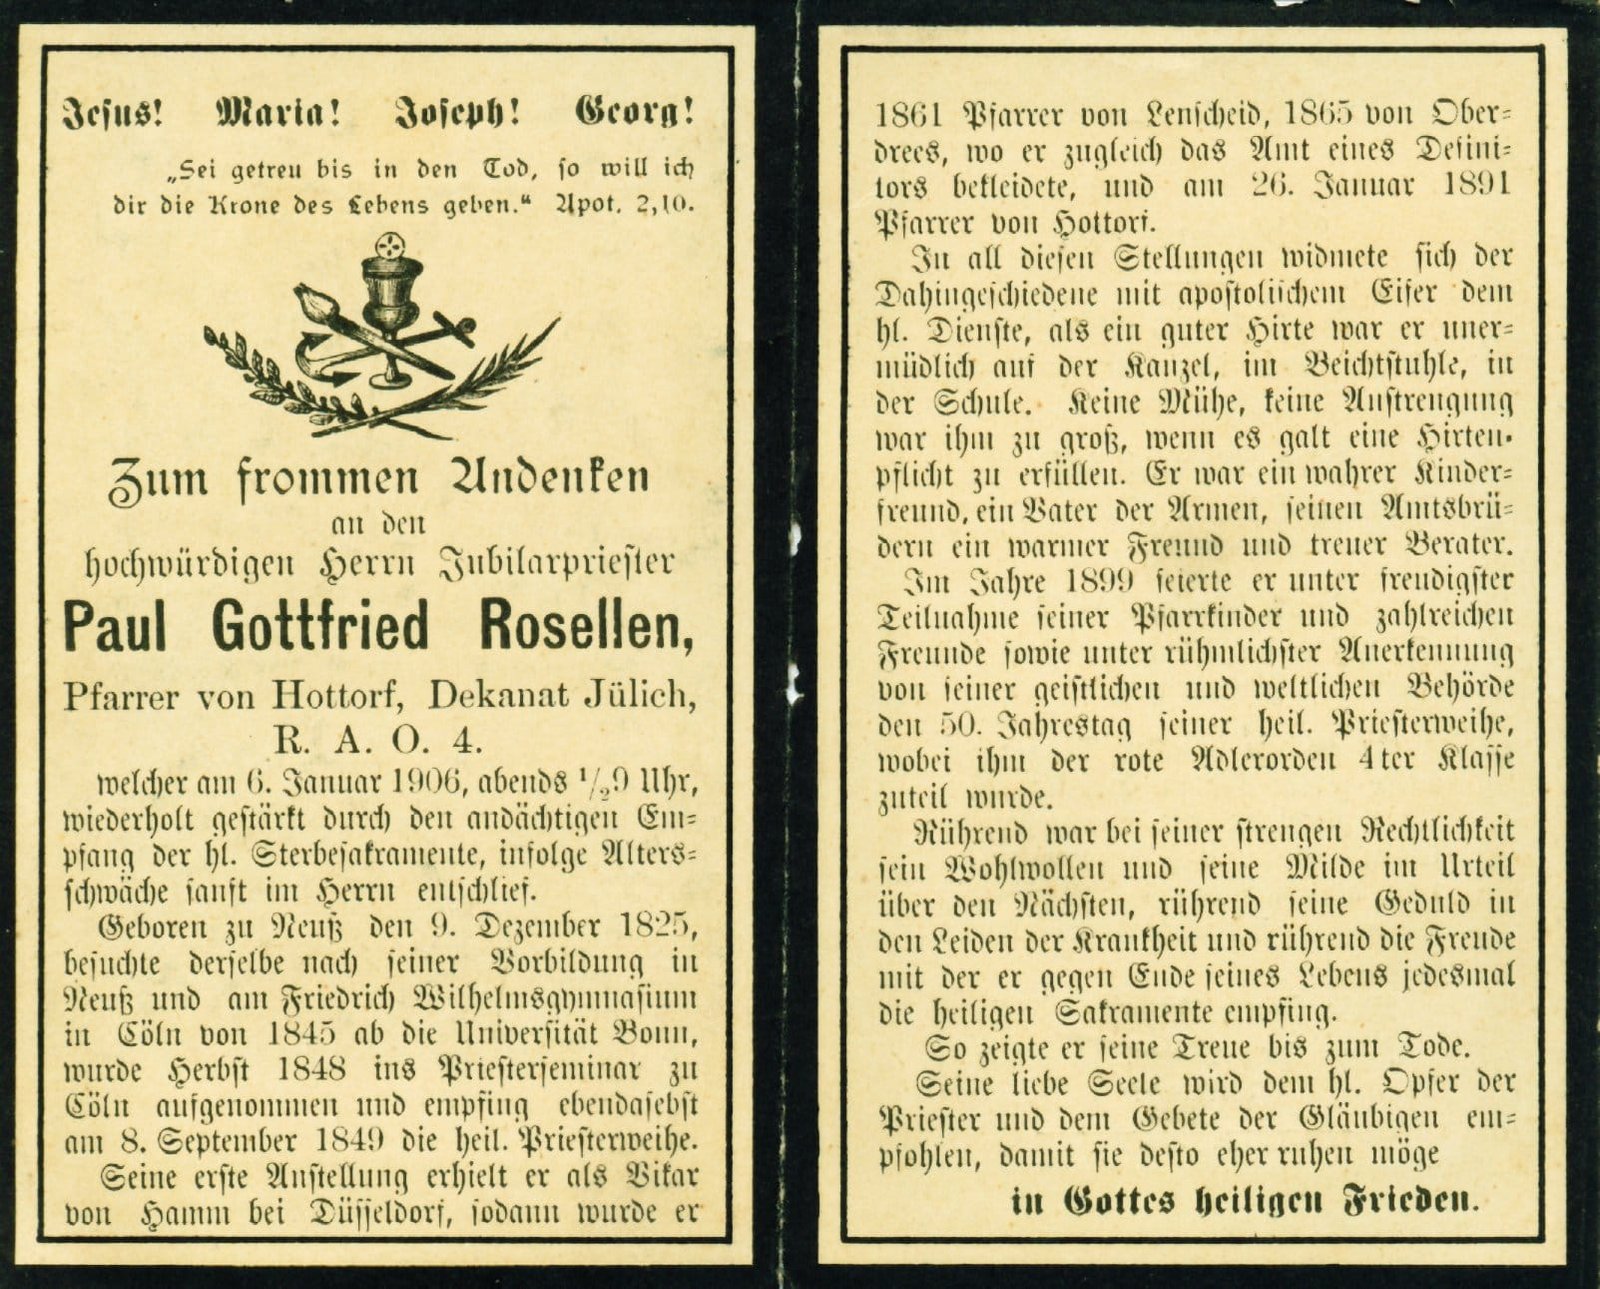 Jesus! Maria! Joseph! Georg!
„Sei getreu bis in den Tod, so will ich
dir die Krone des Lebens geben.“ Apok. 2,10.
Zum frommen Andenken
an den
hochwürdigen Herrn Jubilarpriester
Paul Gottfried Rosellen,
Pfarrer von Hottorf, Dekanat Jülich,
R. A. O. 4.
welcher am 6. Januar 1906, abends 1/29 Uhr,
wiederholt gestärkt durch den andächtigen Em-
pfang der hl. Sterbesakramente, infolge Alters-
schwäche sanft im Herrn entschlief.
Geboren zu Neuß den 9. Dezember 1825,
besuchte derselbe nach seiner Vorbildung in
Neuß und am Friedrich Wilhelmsgymnasium
in Cöln von 1845 ab die Universität Bonn,
wurde Herbst 1848 ins Priesterseminar zu
Cöln aufgenommen und empfing ebendasebst
am 8. September 1849 die heil. Priesterweihe.
Seine erste Anstellung erhielt er als Vikar
von Hamm bei Düsseldorf, sodann wurde er
1861 Pfarrer von Lenscheid, 1865 von Ober-
drees, wo er zugleich das Amt eines Defini-
tors bekleidete, und am 26. Januar 1891
Pfarrer von Hottorf.
In all diesen Stellungen widmete sich der
Dahingeschiedene mit apostolischem Eifer dem
hl. Dienste, als ein guter Hirte war er uner-
müdlich auf der Kanzel, im Beichtstuhle, in
der Schule. Keine Mühe, keine Anstrengung
war ihm zu groß, wenn es galt eine Hirten-
pflicht zu erfüllen. Er war ein wahrer Kinder-
freund, ein Vater der Armen, seinen Amtsbrü-
dern ein warmer Freund und treuer Berater.
Im Jahre 1899 feierte er unter freudigster
Teilnahme seiner Pfarrkinder und zahlreichen
Freunde sowie unter rühmlichster Anerkennung
von seiner geistlichen und weltlichen Behörde
den 50. Jahrestag seiner heil. Priesterweihe,
wobei ihm der rote Adlerorden 4ter Klasse
zuteil wurde.
Rührend war bei seiner strengen Rechtlichkeit
sein Wohlwollen und seine Milde im Urteil
über den Nächsten, rührend seine Geduld in
den Leiden der Krankheit und rührend die Freude
mit der er gegen Ende seines Lebens jedesmal
die heiligen Sakramente empfing.
So zeigte er seine Treue bis zum Tode.
Seine liebe Seele wird dem hl. Opfer der
Priester und dem Gebete der Gläubigen em-
pfohlen, damit sie desto eher ruhen möge
in Gottes heiligen Frieden.